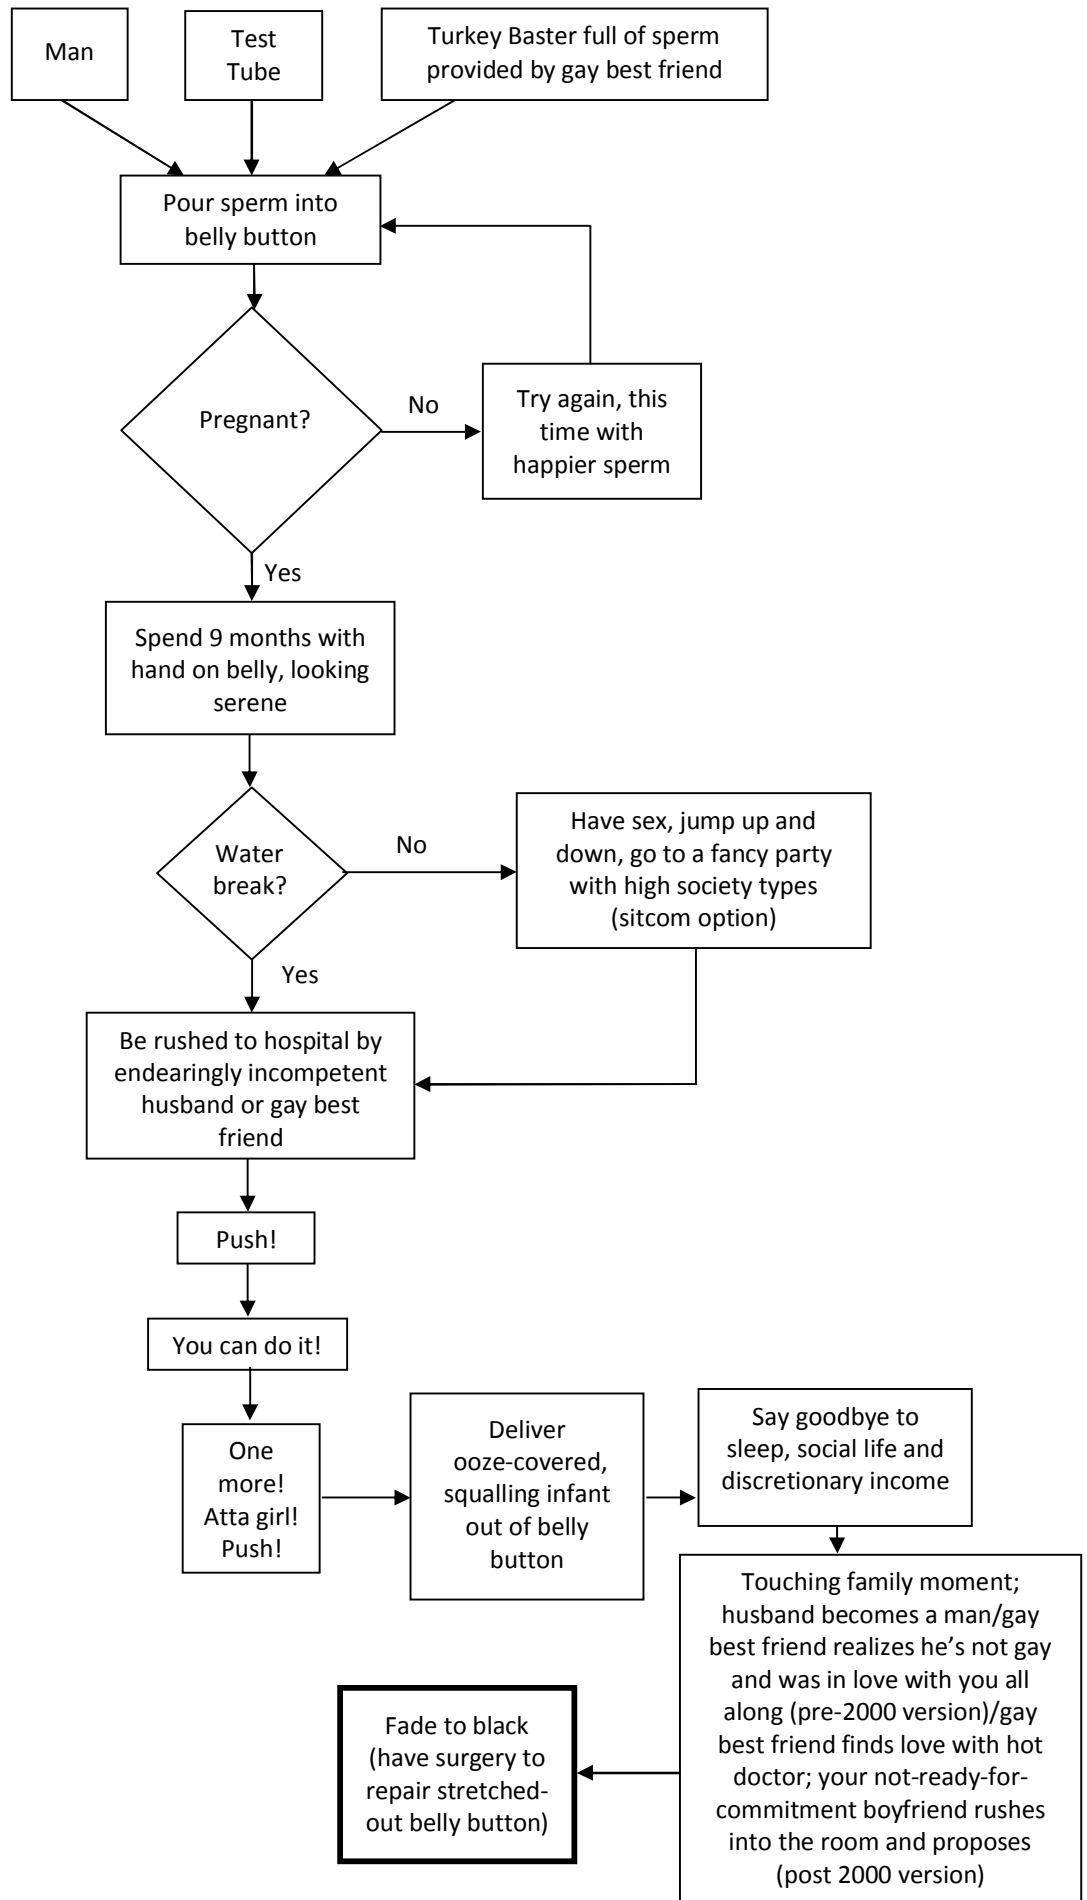 Man
Test
Tube
Turkey Baster full of sperm
provided by gay best friend
Pour sperm into
belly button
Pregnant?
No
Try again, this
time with
happier sperm
Yes
Spend 9 months with
hand on belly, looking
serene
Water
break?
No
Have sex, jump up and
down, go to a fancy party
with high society types
(sitcom option)
Yes
Be rushed to hospital by
endearingly incompetent
husband or gay best
friend
Push!
You can do it!
One
more!
Atta girl!
Push!
Deliver
ooze-covered,
squalling infant
out of belly
button
Say goodbye to
sleep, social life and
discretionary income
Touching family moment;
husband becomes a man/gay
best friend realizes he’s not gay
and was in love with you all
along (pre-2000 version)/gay
best friend finds love with hot
doctor; your not-ready-for-
commitment boyfriend rushes
into the room and proposes
(post 2000 version)
Fade to black
(have surgery to
repair stretched-
out belly button)